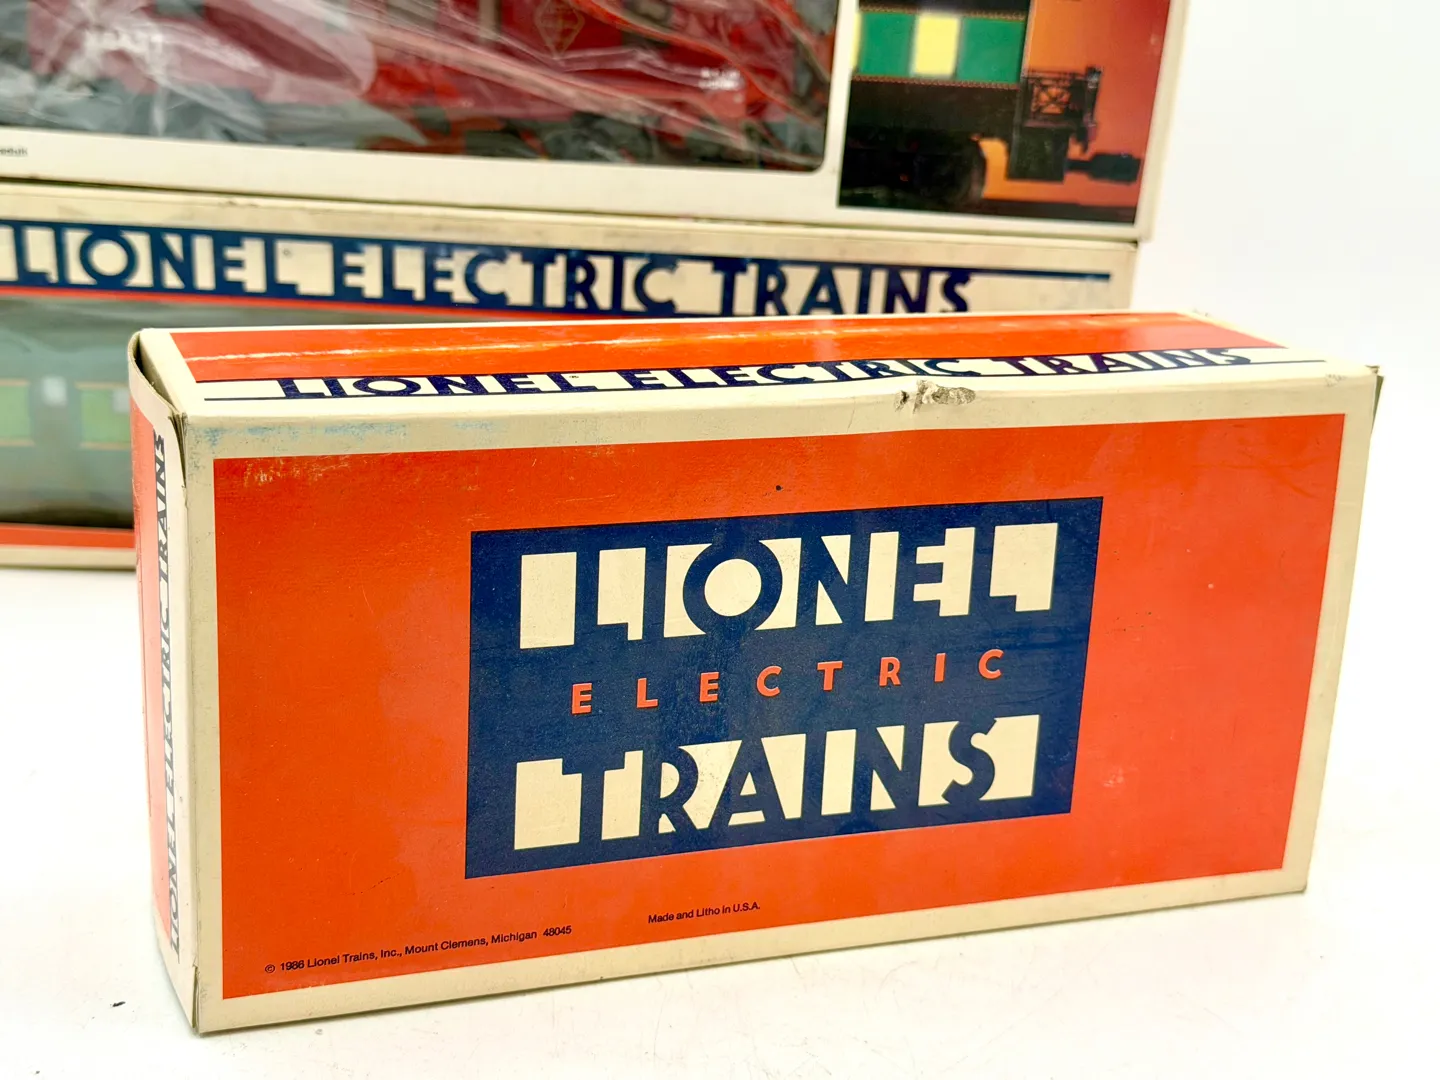 LIONEL ELECTRIC TRAINS
LIONEL ELECTRIC TRAINS
LIONEL ELECTRIC TRAINS
LIONEL
ELECTRIC
TRAINS
Made and Litho in U.S.A.
© 1986 Lionel Trains, Inc., Mount Clemens, Michigan 48045